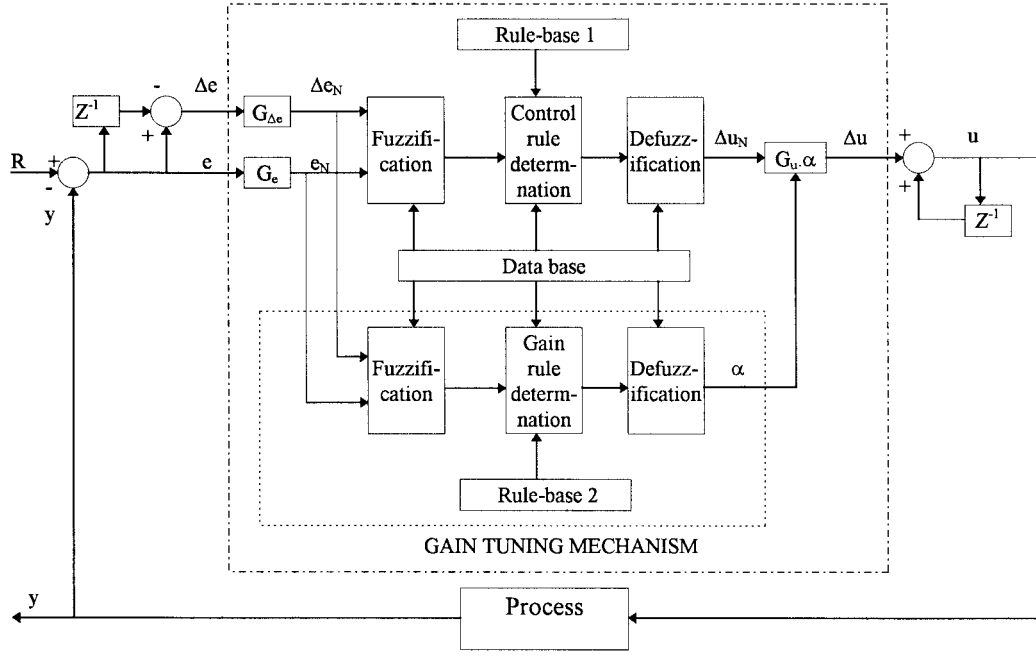 Rule-base 1
Δe
Δe_N
Z⁻¹
-
+
G_Δe
Fuzzifi-
cation
Control
rule
determ-
nation
Defuzz-
ification
Δu_N
G_u.α
Δu
+
u
+
Z⁻¹
R
+
-
y
e
G_e
e_N
Data base
Fuzzifi-
cation
Gain
rule
determ-
nation
Defuzz-
ification
α
Rule-base 2
GAIN TUNING MECHANISM
y
Process